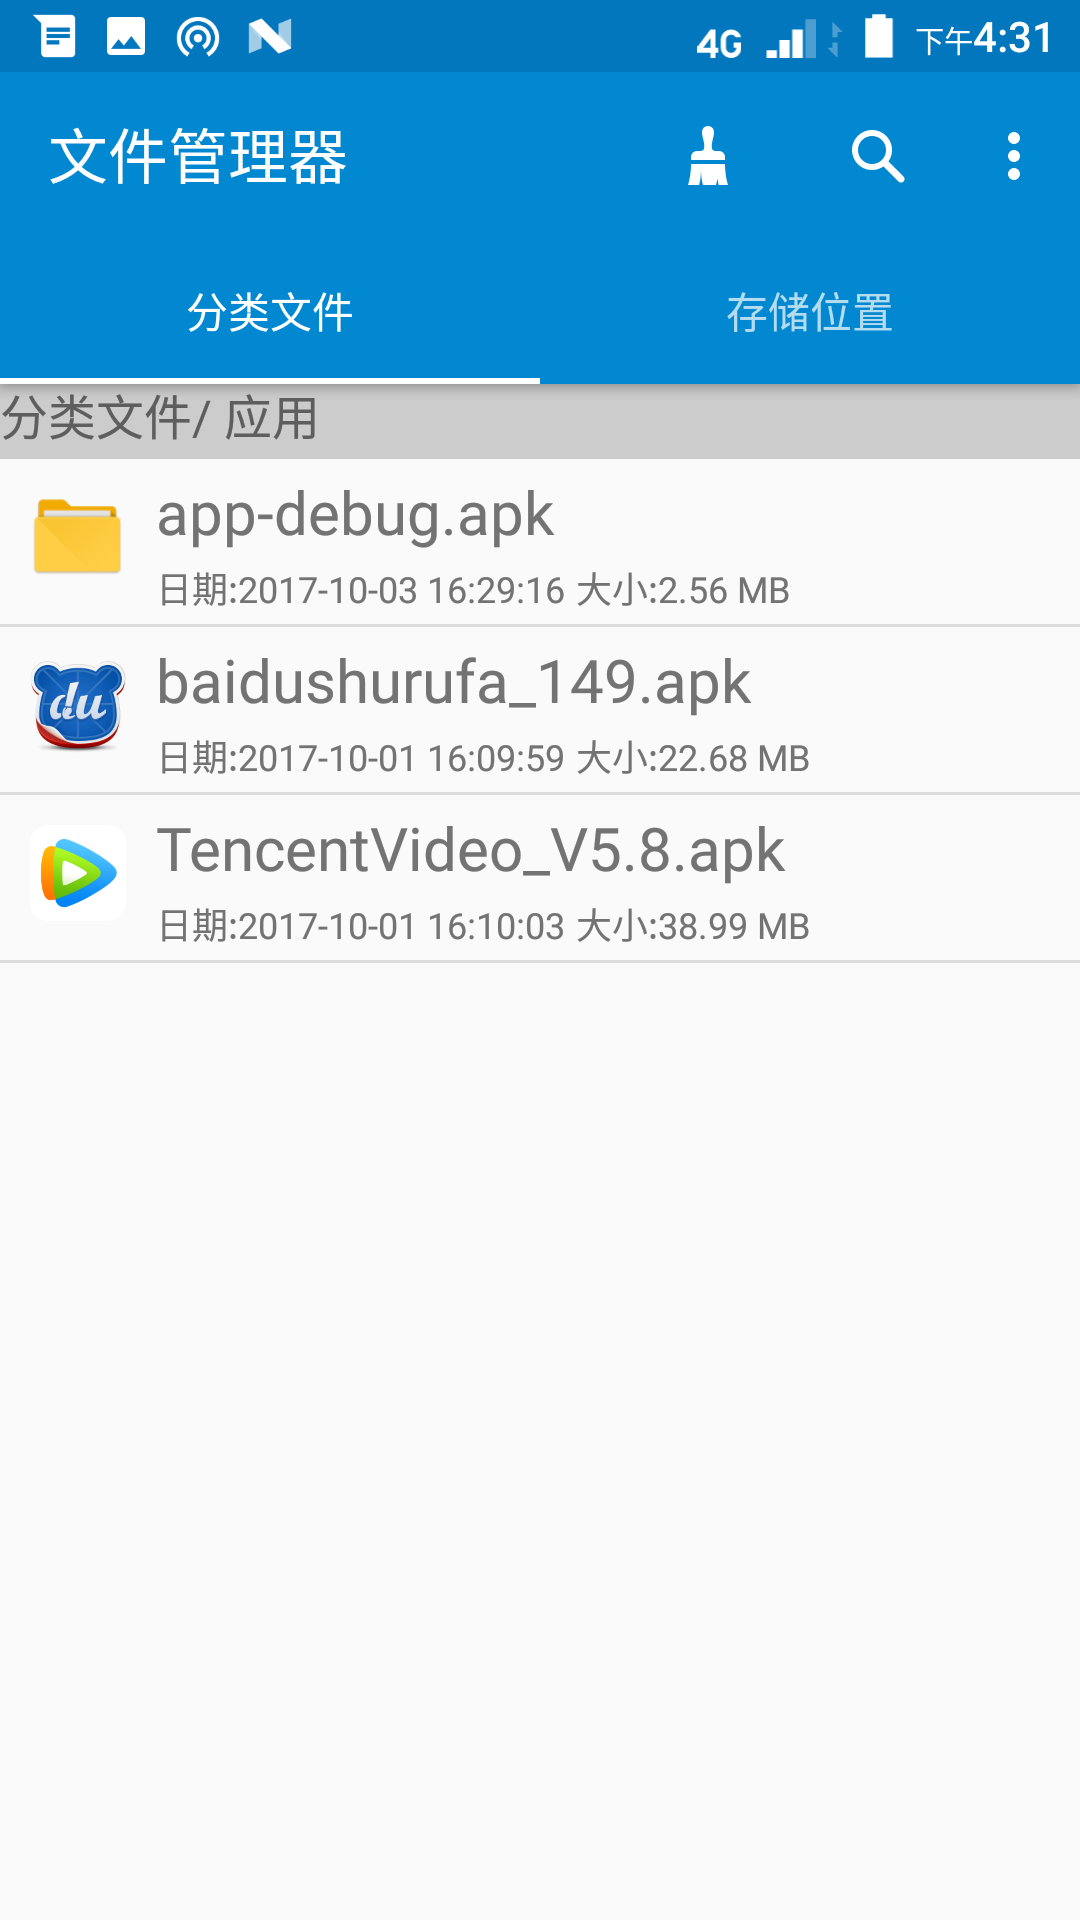 4G 下午4:31
文件管理器
分类文件 存储位置
分类文件/ 应用
app-debug.apk
日期:2017-10-03 16:29:16 大小:2.56 MB
du
baidushurufa_149.apk
日期:2017-10-01 16:09:59 大小:22.68 MB
TencentVideo_V5.8.apk
日期:2017-10-01 16:10:03 大小:38.99 MB